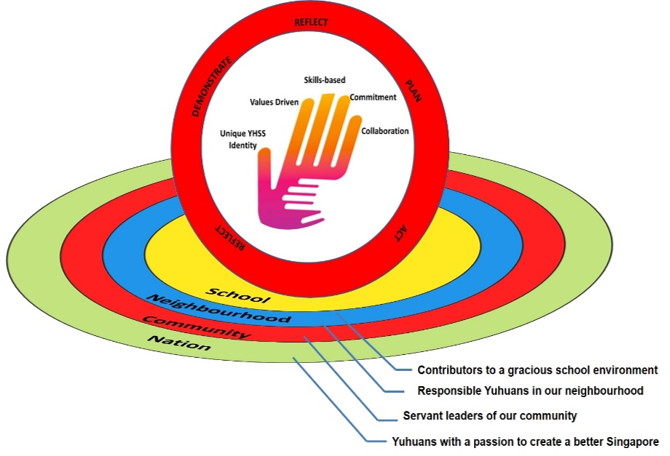 REFLECT
DEMONSTRATE
PLAN
Skills-based
Values Driven
Commitment
Unique YHSS
Identity
Collaboration
REFLECT
ACT
School
Neighbourhood
Community
Nation
Contributors to a gracious school environment
Responsible Yuhuans in our neighbourhood
Servant leaders of our community
Yuhuans with a passion to create a better Singapore